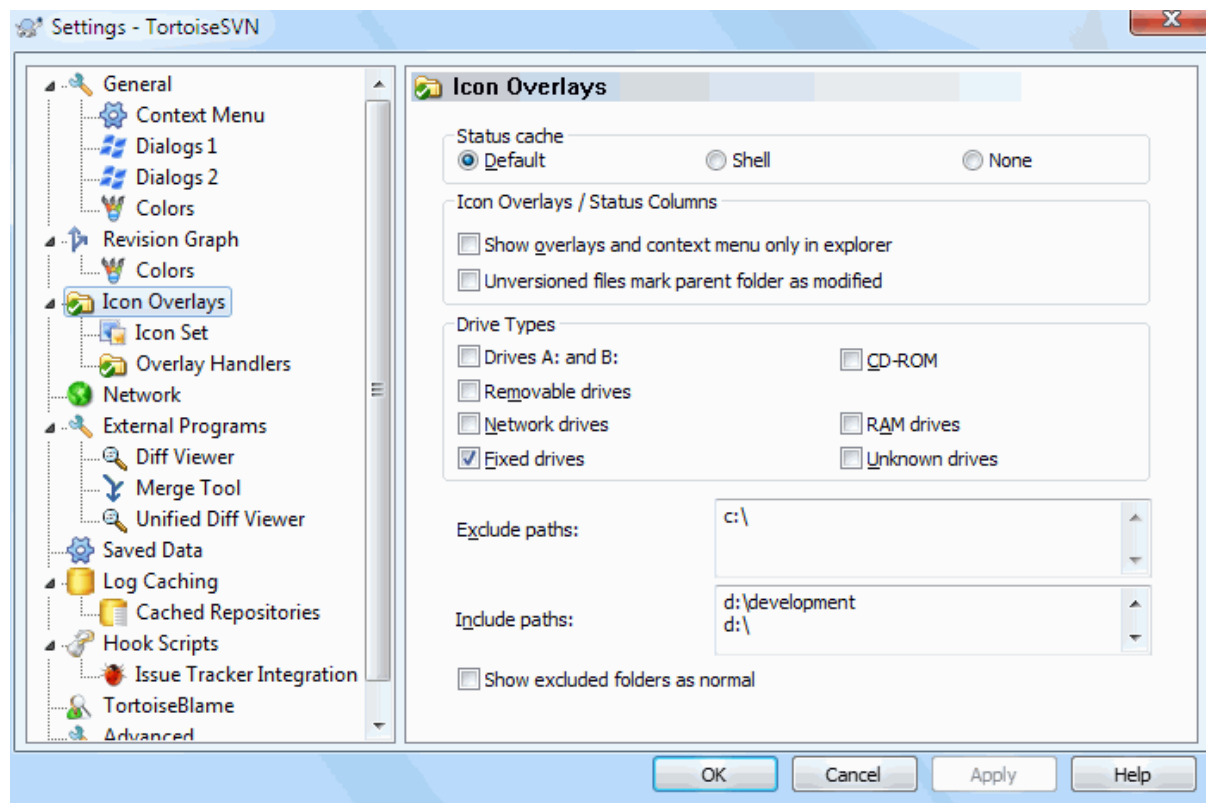 Settings - TortoiseSVN
General
Context Menu
Dialogs 1
Dialogs 2
Colors
Revision Graph
Colors
Icon Overlays
Icon Set
Overlay Handlers
Network
External Programs
Diff Viewer
Merge Tool
Unified Diff Viewer
Saved Data
Log Caching
Cached Repositories
Hook Scripts
Issue Tracker Integration
TortoiseBlame
Advanced
Icon Overlays
Status cache
Default Shell None
Icon Overlays / Status Columns
Show overlays and context menu only in explorer
Unversioned files mark parent folder as modified
Drive Types
Drives A: and B: CD-ROM
Removable drives
Network drives RAM drives
Fixed drives Unknown drives
Exclude paths: c:\
Include paths: d:\development
d:\
Show excluded folders as normal
OK Cancel Apply Help